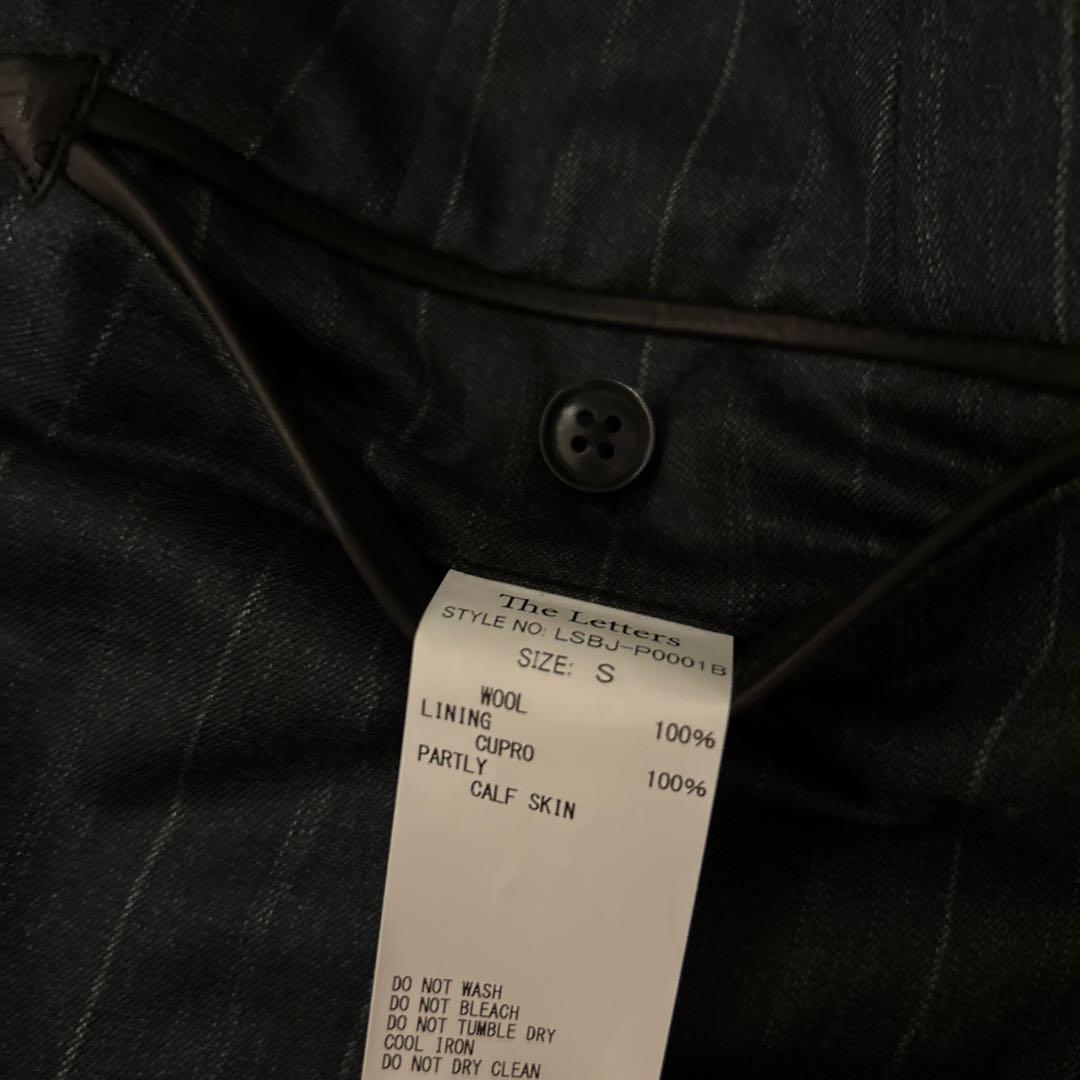 The Letters
STYLE NO: LSBJ-P0001B
SIZE: S
WOOL 100%
LINING
CUPRO 100%
PARTLY
CALF SKIN
DO NOT WASH
DO NOT BLEACH
DO NOT TUMBLE DRY
COOL IRON
DO NOT DRY CLEAN